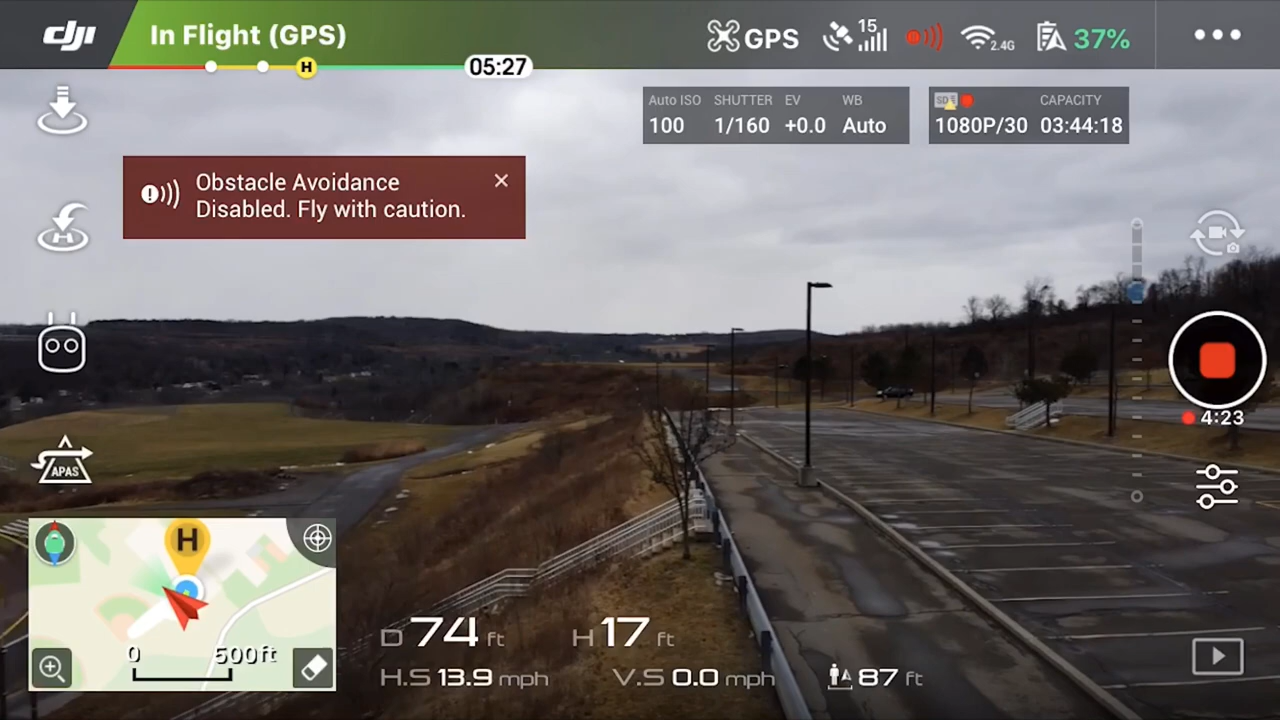 dji
In Flight (GPS)
GPS
15
2.4G
37%
H
05:27
Auto ISO SHUTTER EV WB
100 1/160 +0.0 Auto
SD CAPACITY
1080P/30 03:44:18
Obstacle Avoidance
Disabled. Fly with caution.
H
4:23
APAS
H
0 500ft
D 74 ft H 17 ft
H.S 13.9 mph V.S 0.0 mph 87 ft